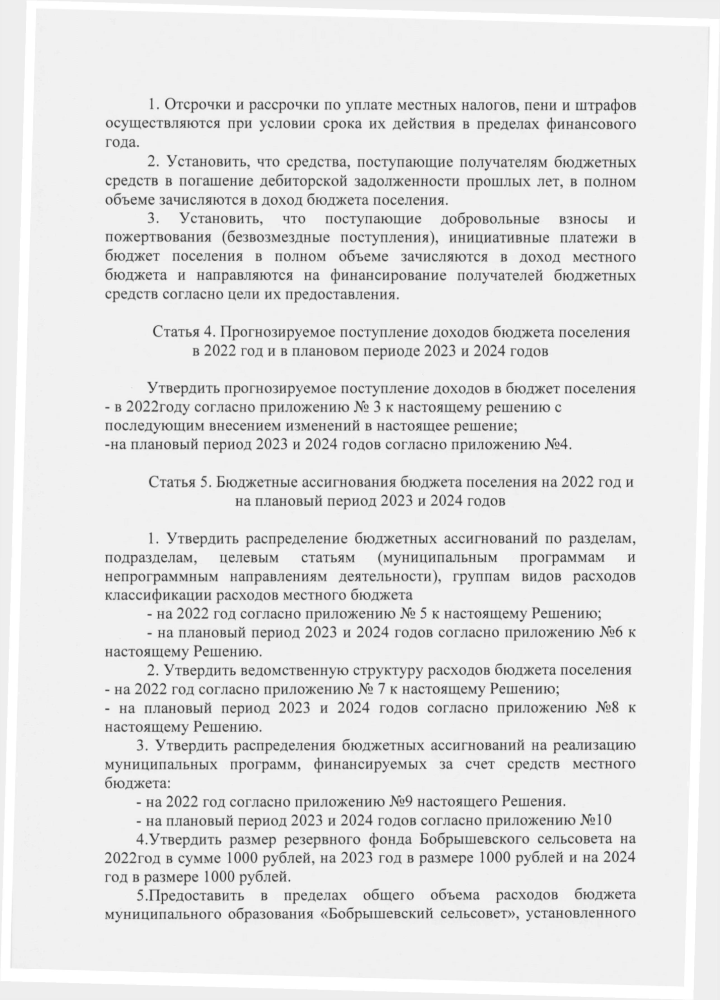 1. Отсрочки и рассрочки по уплате местных налогов, пени и штрафов
осуществляются при условии срока их действия в пределах финансового
года.
2. Установить, что средства, поступающие получателям бюджетных
средств в погашение дебиторской задолженности прошлых лет, в полном
объеме зачисляются в доход бюджета поселения.
3. Установить, что поступающие добровольные взносы и
пожертвования (безвозмездные поступления), инициативные платежи в
бюджет поселения в полном объеме зачисляются в доход местного
бюджета и направляются на финансирование получателей бюджетных
средств согласно цели их предоставления.
Статья 4. Прогнозируемое поступление доходов бюджета поселения
в 2022 год и в плановом периоде 2023 и 2024 годов
Утвердить прогнозируемое поступление доходов в бюджет поселения
- в 2022году согласно приложению № 3 к настоящему решению с
последующим внесением изменений в настоящее решение;
-на плановый период 2023 и 2024 годов согласно приложению №4.
Статья 5. Бюджетные ассигнования бюджета поселения на 2022 год и
на плановый период 2023 и 2024 годов
1. Утвердить распределение бюджетных ассигнований по разделам,
подразделам, целевым статьям (муниципальным программам и
непрограммным направлениям деятельности), группам видов расходов
классификации расходов местного бюджета
- на 2022 год согласно приложению № 5 к настоящему Решению;
- на плановый период 2023 и 2024 годов согласно приложению №6 к
настоящему Решению.
2. Утвердить ведомственную структуру расходов бюджета поселения
- на 2022 год согласно приложению № 7 к настоящему Решению;
- на плановый период 2023 и 2024 годов согласно приложению №8 к
настоящему Решению.
3. Утвердить распределения бюджетных ассигнований на реализацию
муниципальных программ, финансируемых за счет средств местного
бюджета:
- на 2022 год согласно приложению №9 настоящего Решения.
- на плановый период 2023 и 2024 годов согласно приложению №10
4.Утвердить размер резервного фонда Бобрышевского сельсовета на
2022год в сумме 1000 рублей, на 2023 год в размере 1000 рублей и на 2024
год в размере 1000 рублей.
5.Предоставить в пределах общего объема расходов бюджета
муниципального образования «Бобрышевский сельсовет», установленного